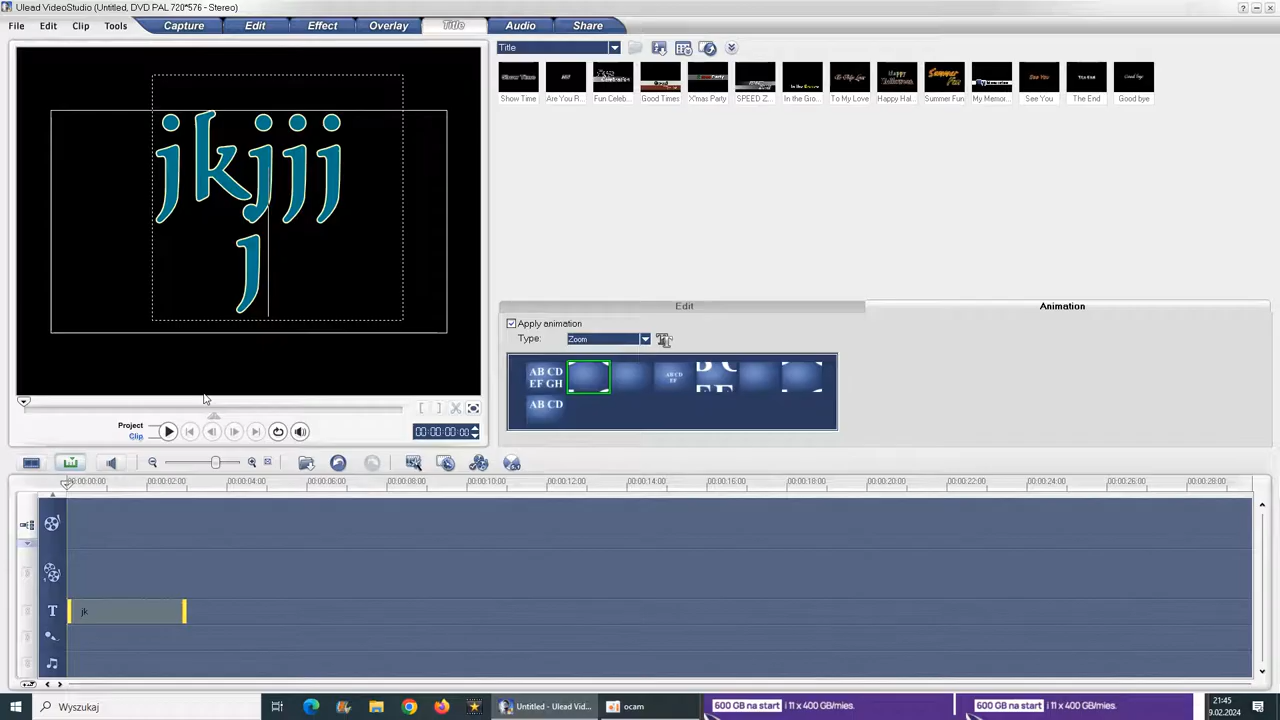 Ulead VideoStudio (Untitled, DVD PAL 720*576 - Stereo)
File Edit Clip Tools Capture Edit Effect Overlay Title Audio Share
Title
Show Time Are You R... Fun Celeb... Good Times X'mas Party SPEED Z... In the Gro... To My Love Happy Hal... Summer Fun My Memor... See You The End Good bye
jkjjj
j
Edit Animation
Apply animation
Type: Zoom
AB CD
EF GH
AB CD
EF
AB CD
Project
Clip
00:00:00:00
00:00:00:00 00:00:02:00 00:00:04:00 00:00:06:00 00:00:08:00 00:00:10:00 00:00:12:00 00:00:14:00 00:00:16:00 00:00:18:00 00:00:20:00 00:00:22:00 00:00:24:00 00:00:26:00 00:00:28:00
T jk
Wyszukaj Untitled - Ulead Vid... ocam 600 GB na start i 11 x 400 GB/mies. 600 GB na start i 11 x 400 GB/mies. 21:45
9.02.2024